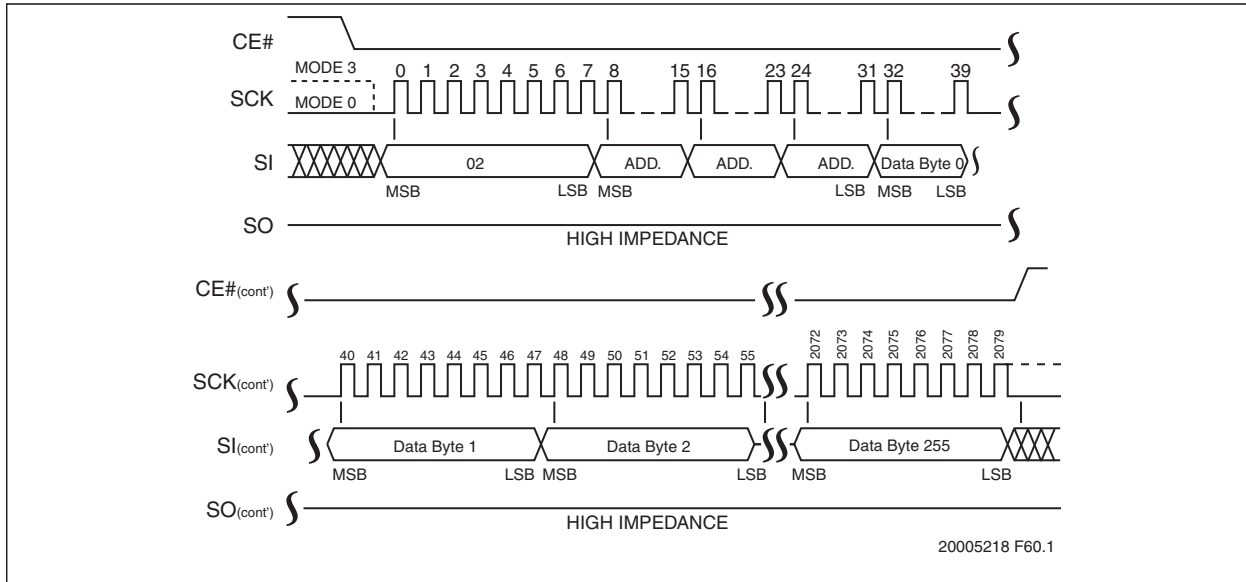 CE#
MODE 3
0 1 2 3 4 5 6 7 8 15 16 23 24 31 32 39
SCK
MODE 0
SI
02 ADD. ADD. ADD. Data Byte 0
MSB LSB MSB LSB MSB LSB
SO
HIGH IMPEDANCE
CE#(cont')
40 41 42 43 44 45 46 47 48 49 50 51 52 53 54 55 2072 2073 2074 2075 2076 2077 2078 2079
SCK(cont')
SI(cont')
Data Byte 1 Data Byte 2 Data Byte 255
MSB LSB MSB LSB MSB LSB
SO(cont')
HIGH IMPEDANCE
20005218 F60.1